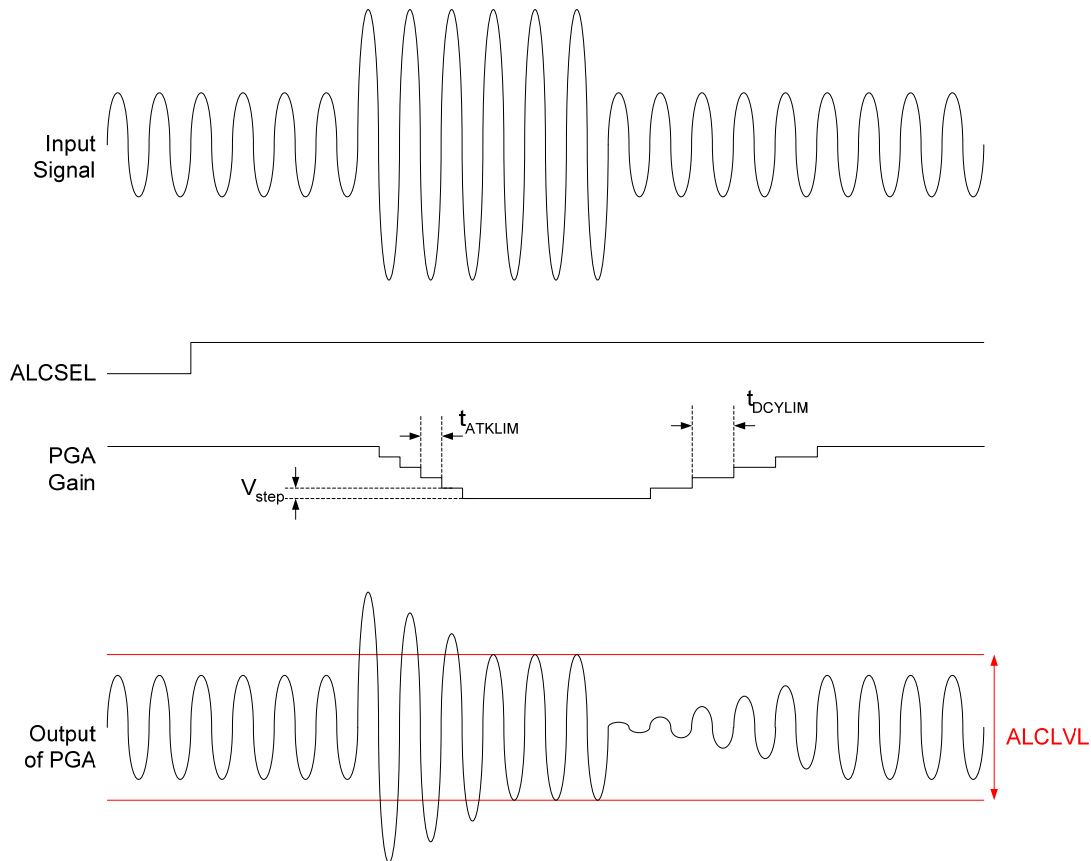 Input
Signal
ALCSEL
tATKLIM
tDCYLIM
PGA
Gain
Vstep
Output
of PGA
ALCLVL